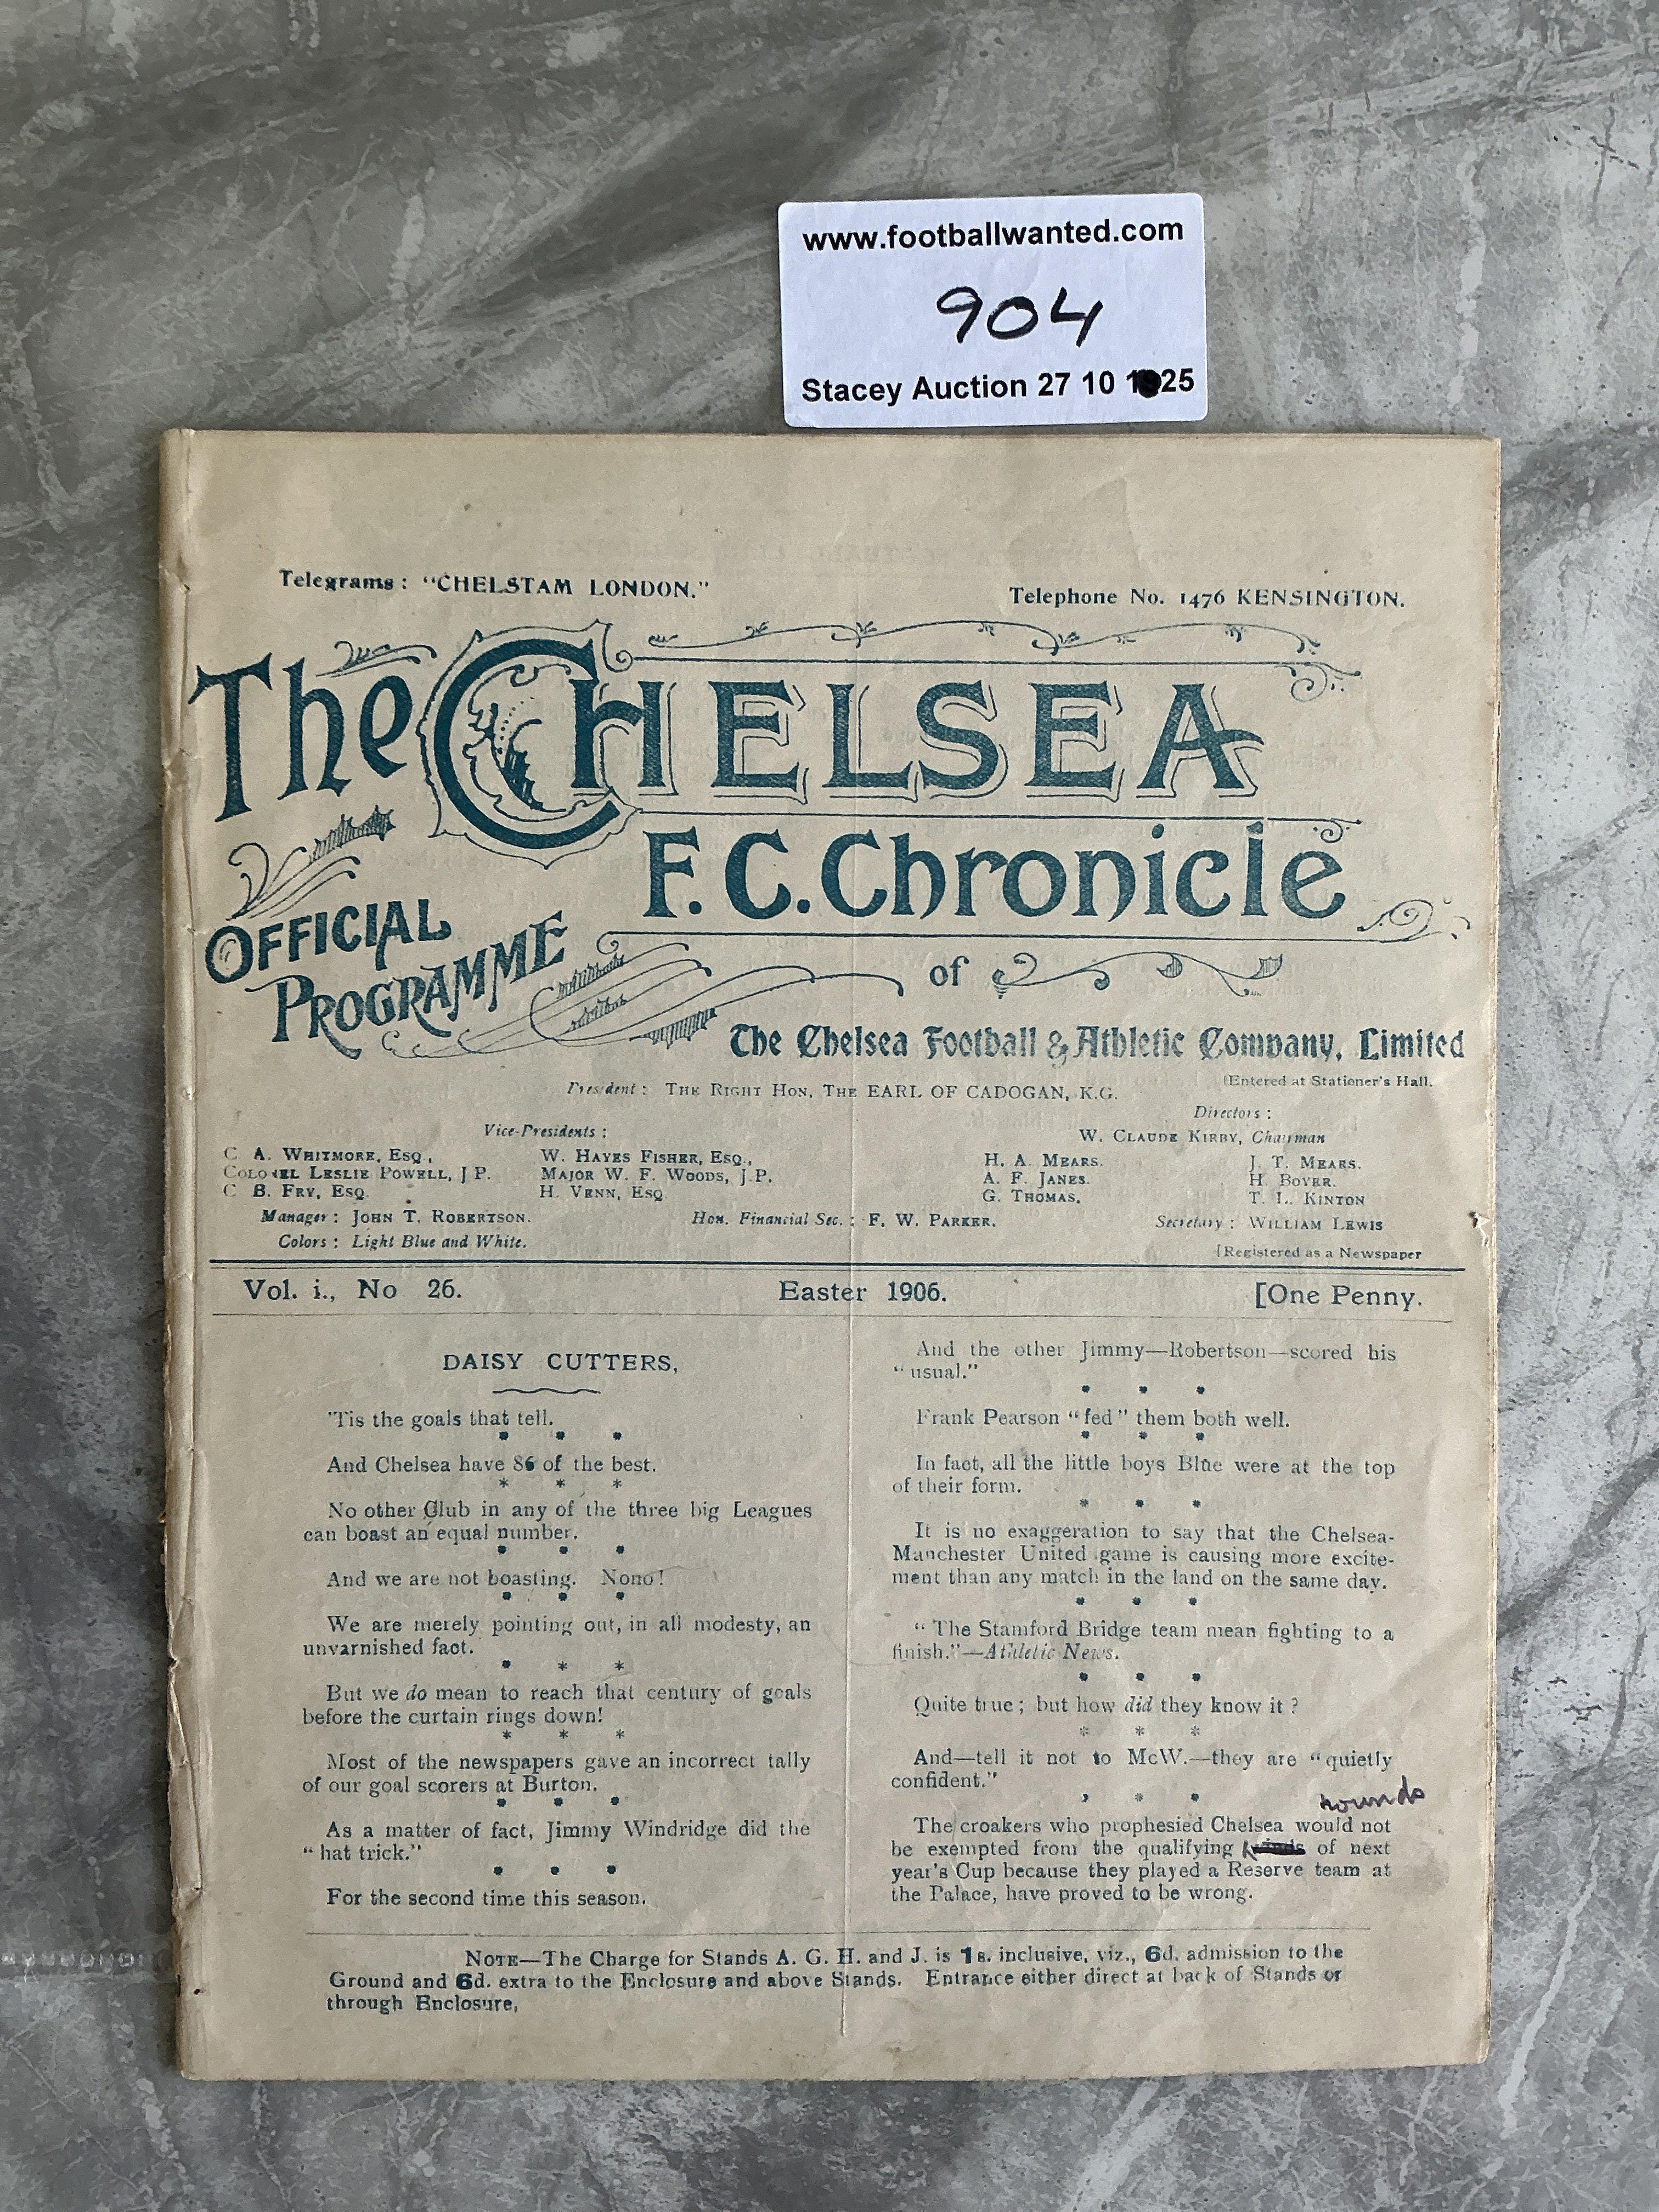 www.footballwanted.com
904
Stacey Auction 27 10 1925
Telegrams: "CHELSTAM LONDON."
Telephone No. 1476 KENSINGTON.
The CHELSEA
F.C. Chronicle
OFFICIAL
PROGRAMME
of
The Chelsea Football & Athletic Company, Limited
[Entered at Stationer's Hall.
President: THE RIGHT HON. THE EARL OF CADOGAN, K.G.
Directors:
Vice-Presidents:
W. CLAUDE KIRBY, Chairman
C A. WHITMORE, ESQ., W. HAYES FISHER, ESQ., H. A. MEARS. J. T. MEARS.
COLONEL LESLIE POWELL, J P. MAJOR W. F. WOODS, J.P. A. F. JANES. H. BOYER.
C B. FRY, ESQ. H. VENN, ESQ G. THOMAS. T. L. KINTON
Manager: JOHN T. ROBERTSON. Hon. Financial Sec.: F. W. PARKER. Secretary: WILLIAM LEWIS
Colors: Light Blue and White.
[Registered as a Newspaper
Vol. i., No 26. Easter 1906. [One Penny.
DAISY CUTTERS,
'Tis the goals that tell.
* * *
And Chelsea have 86 of the best.
* * *
No other Club in any of the three big Leagues
can boast an equal number.
* * *
And we are not boasting. Nono!
* * *
We are merely pointing out, in all modesty, an
unvarnished fact.
* * *
But we do mean to reach that century of goals
before the curtain rings down!
* * *
Most of the newspapers gave an incorrect tally
of our goal scorers at Burton.
* * *
As a matter of fact, Jimmy Windridge did the
"hat trick."
* * *
For the second time this season.
And the other Jimmy—Robertson—scored his
"usual."
* * *
Frank Pearson "fed" them both well.
* * *
In fact, all the little boys Blue were at the top
of their form.
* * *
It is no exaggeration to say that the Chelsea-
Manchester United game is causing more excite-
ment than any match in the land on the same day.
* * *
"The Stamford Bridge team mean fighting to a
finish."—Athletic News.
* * *
Quite true; but how did they know it?
* * *
And—tell it not to McW.—they are "quietly
confident."
* * *
rounds
The croakers who prophesied Chelsea would not
be exempted from the qualifying of next
year's Cup because they played a Reserve team at
the Palace, have proved to be wrong.
NOTE—The Charge for Stands A. G. H. and J. is 1s. inclusive, viz., 6d. admission to the
Ground and 6d. extra to the Enclosure and above Stands. Entrance either direct at back of Stands or
through Enclosure,